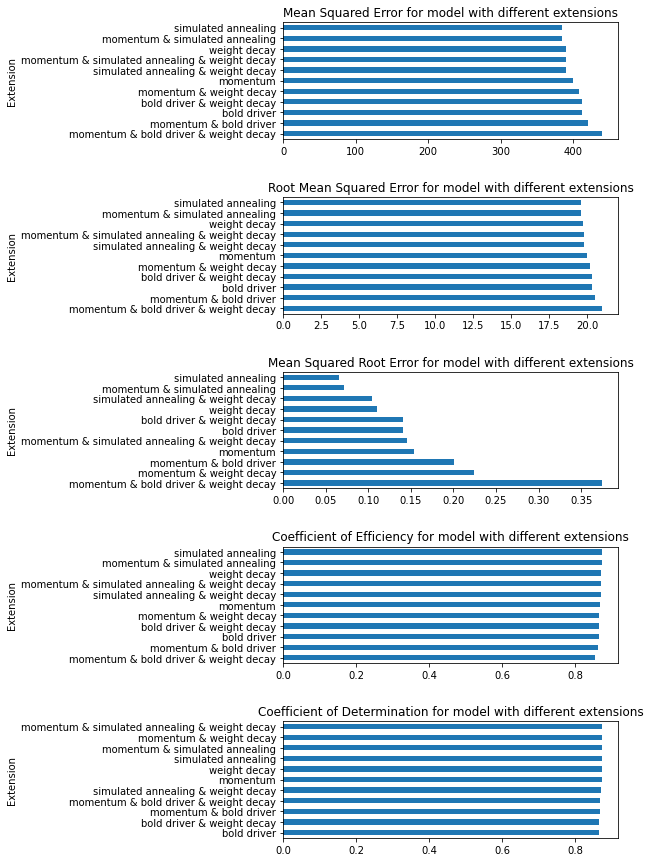 Mean Squared Error for model with different extensions
Extension
simulated annealing
momentum & simulated annealing
weight decay
momentum & simulated annealing & weight decay
simulated annealing & weight decay
momentum
momentum & weight decay
bold driver & weight decay
bold driver
momentum & bold driver
momentum & bold driver & weight decay
0 100 200 300 400
Root Mean Squared Error for model with different extensions
Extension
simulated annealing
momentum & simulated annealing
weight decay
momentum & simulated annealing & weight decay
simulated annealing & weight decay
momentum
momentum & weight decay
bold driver & weight decay
bold driver
momentum & bold driver
momentum & bold driver & weight decay
0.0 2.5 5.0 7.5 10.0 12.5 15.0 17.5 20.0
Mean Squared Root Error for model with different extensions
Extension
simulated annealing
momentum & simulated annealing
simulated annealing & weight decay
weight decay
bold driver & weight decay
bold driver
momentum & simulated annealing & weight decay
momentum
momentum & bold driver
momentum & weight decay
momentum & bold driver & weight decay
0.00 0.05 0.10 0.15 0.20 0.25 0.30 0.35
Coefficient of Efficiency for model with different extensions
Extension
simulated annealing
momentum & simulated annealing
weight decay
momentum & simulated annealing & weight decay
simulated annealing & weight decay
momentum
momentum & weight decay
bold driver & weight decay
bold driver
momentum & bold driver
momentum & bold driver & weight decay
0.0 0.2 0.4 0.6 0.8
Coefficient of Determination for model with different extensions
Extension
momentum & simulated annealing & weight decay
momentum & weight decay
momentum & simulated annealing
simulated annealing
weight decay
momentum
simulated annealing & weight decay
momentum & bold driver & weight decay
momentum & bold driver
bold driver & weight decay
bold driver
0.0 0.2 0.4 0.6 0.8